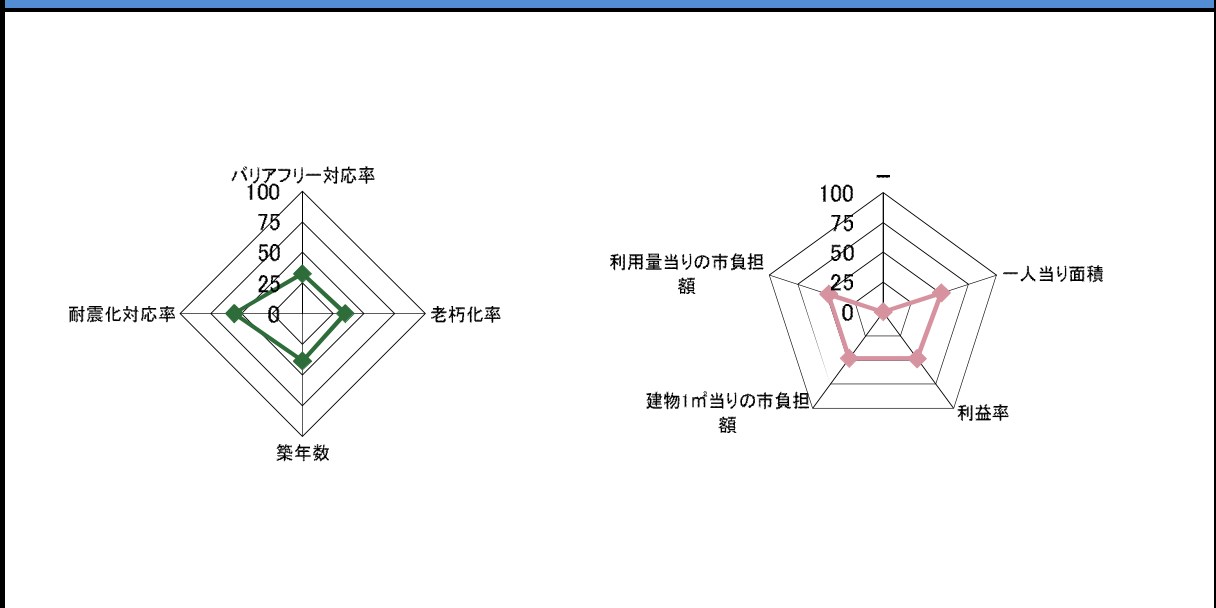 バリアフリー対応率
100
75
50
25
0
耐震化対応率
老朽化率
築年数
－
100
75
50
25
0
利用量当りの市負担
額
一人当り面積
建物1㎡当りの市負担
額
利益率